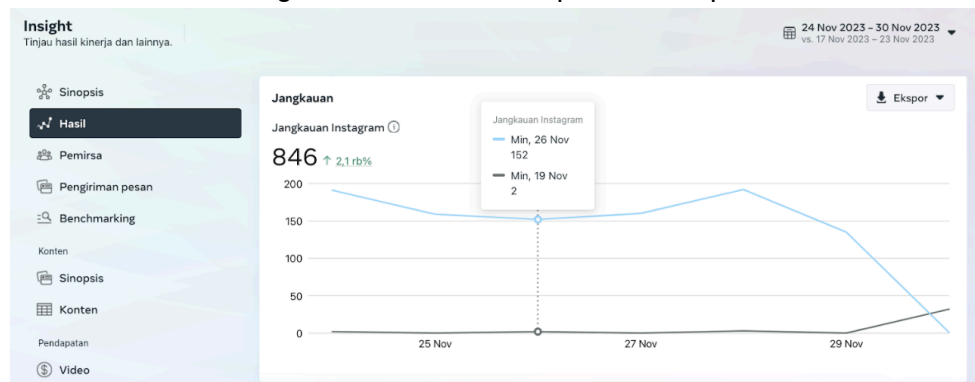 Insight
Tinjau hasil kinerja dan lainnya.
24 Nov 2023 – 30 Nov 2023
vs. 17 Nov 2023 – 23 Nov 2023
Sinopsis
Hasil
Pemirsa
Pengiriman pesan
Benchmarking
Konten
Sinopsis
Konten
Pendapatan
Video
Jangkauan
Ekspor
Jangkauan Instagram
846 ↑ 2,1 rb%
Jangkauan Instagram
Min, 26 Nov
152
Min, 19 Nov
2
200
150
100
50
0
25 Nov
27 Nov
29 Nov